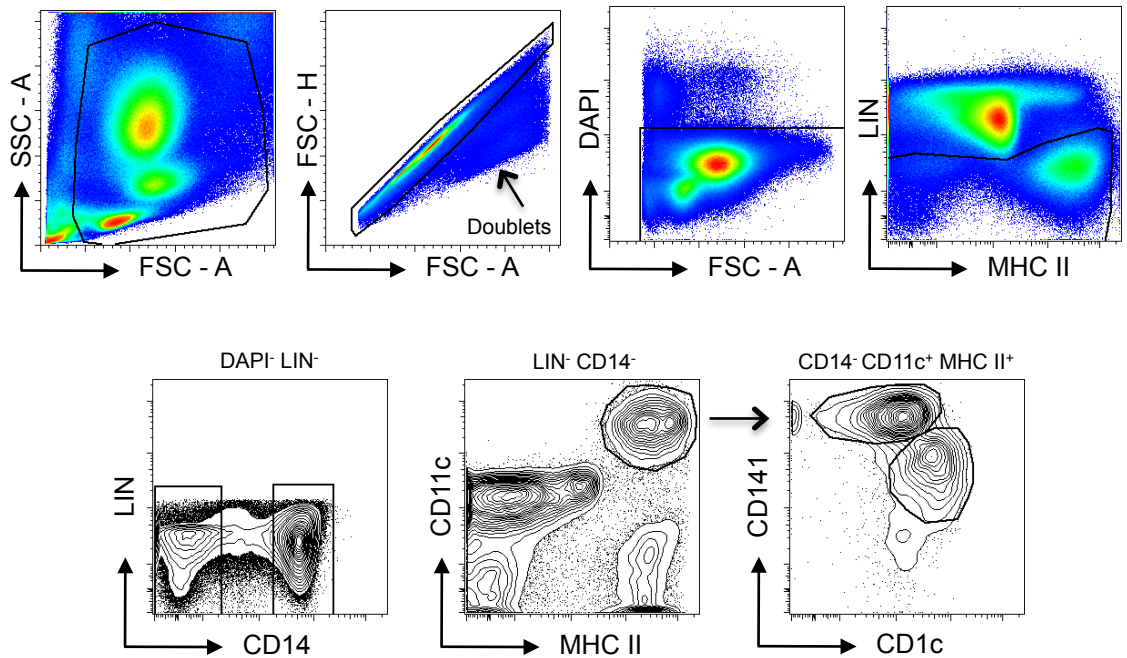 SSC - A
FSC - A
FSC - H
Doublets
FSC - A
DAPI
FSC - A
LIN
MHC II
DAPI⁻ LIN⁻
LIN
CD14
LIN⁻ CD14⁻
CD11c
MHC II
CD14⁻ CD11c⁺ MHC II⁺
CD141
CD1c